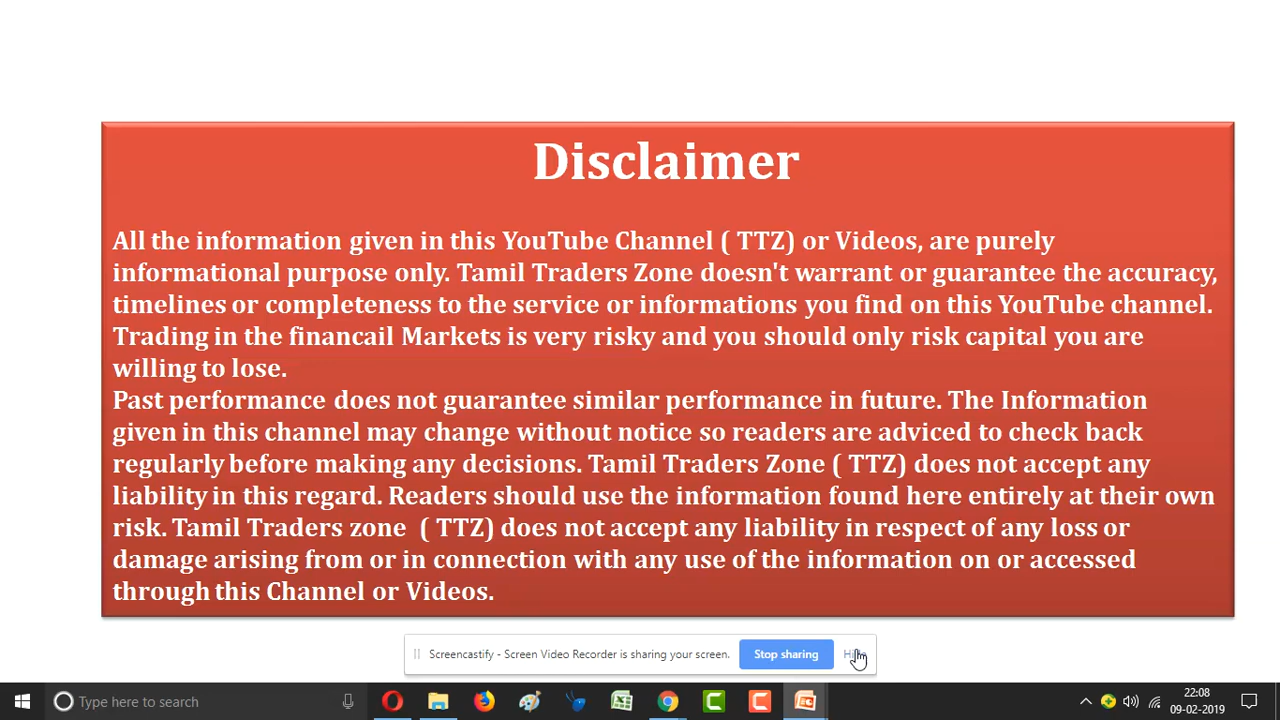 Disclaimer
All the information given in this YouTube Channel ( TTZ) or Videos, are purely
informational purpose only. Tamil Traders Zone doesn't warrant or guarantee the accuracy,
timelines or completeness to the service or informations you find on this YouTube channel.
Trading in the financail Markets is very risky and you should only risk capital you are
willing to lose.
Past performance does not guarantee similar performance in future. The Information
given in this channel may change without notice so readers are adviced to check back
regularly before making any decisions. Tamil Traders Zone ( TTZ) does not accept any
liability in this regard. Readers should use the information found here entirely at their own
risk. Tamil Traders zone ( TTZ) does not accept any liability in respect of any loss or
damage arising from or in connection with any use of the information on or accessed
through this Channel or Videos.
Screencastify - Screen Video Recorder is sharing your screen. Stop sharing
Type here to search
22:08
09-02-2019